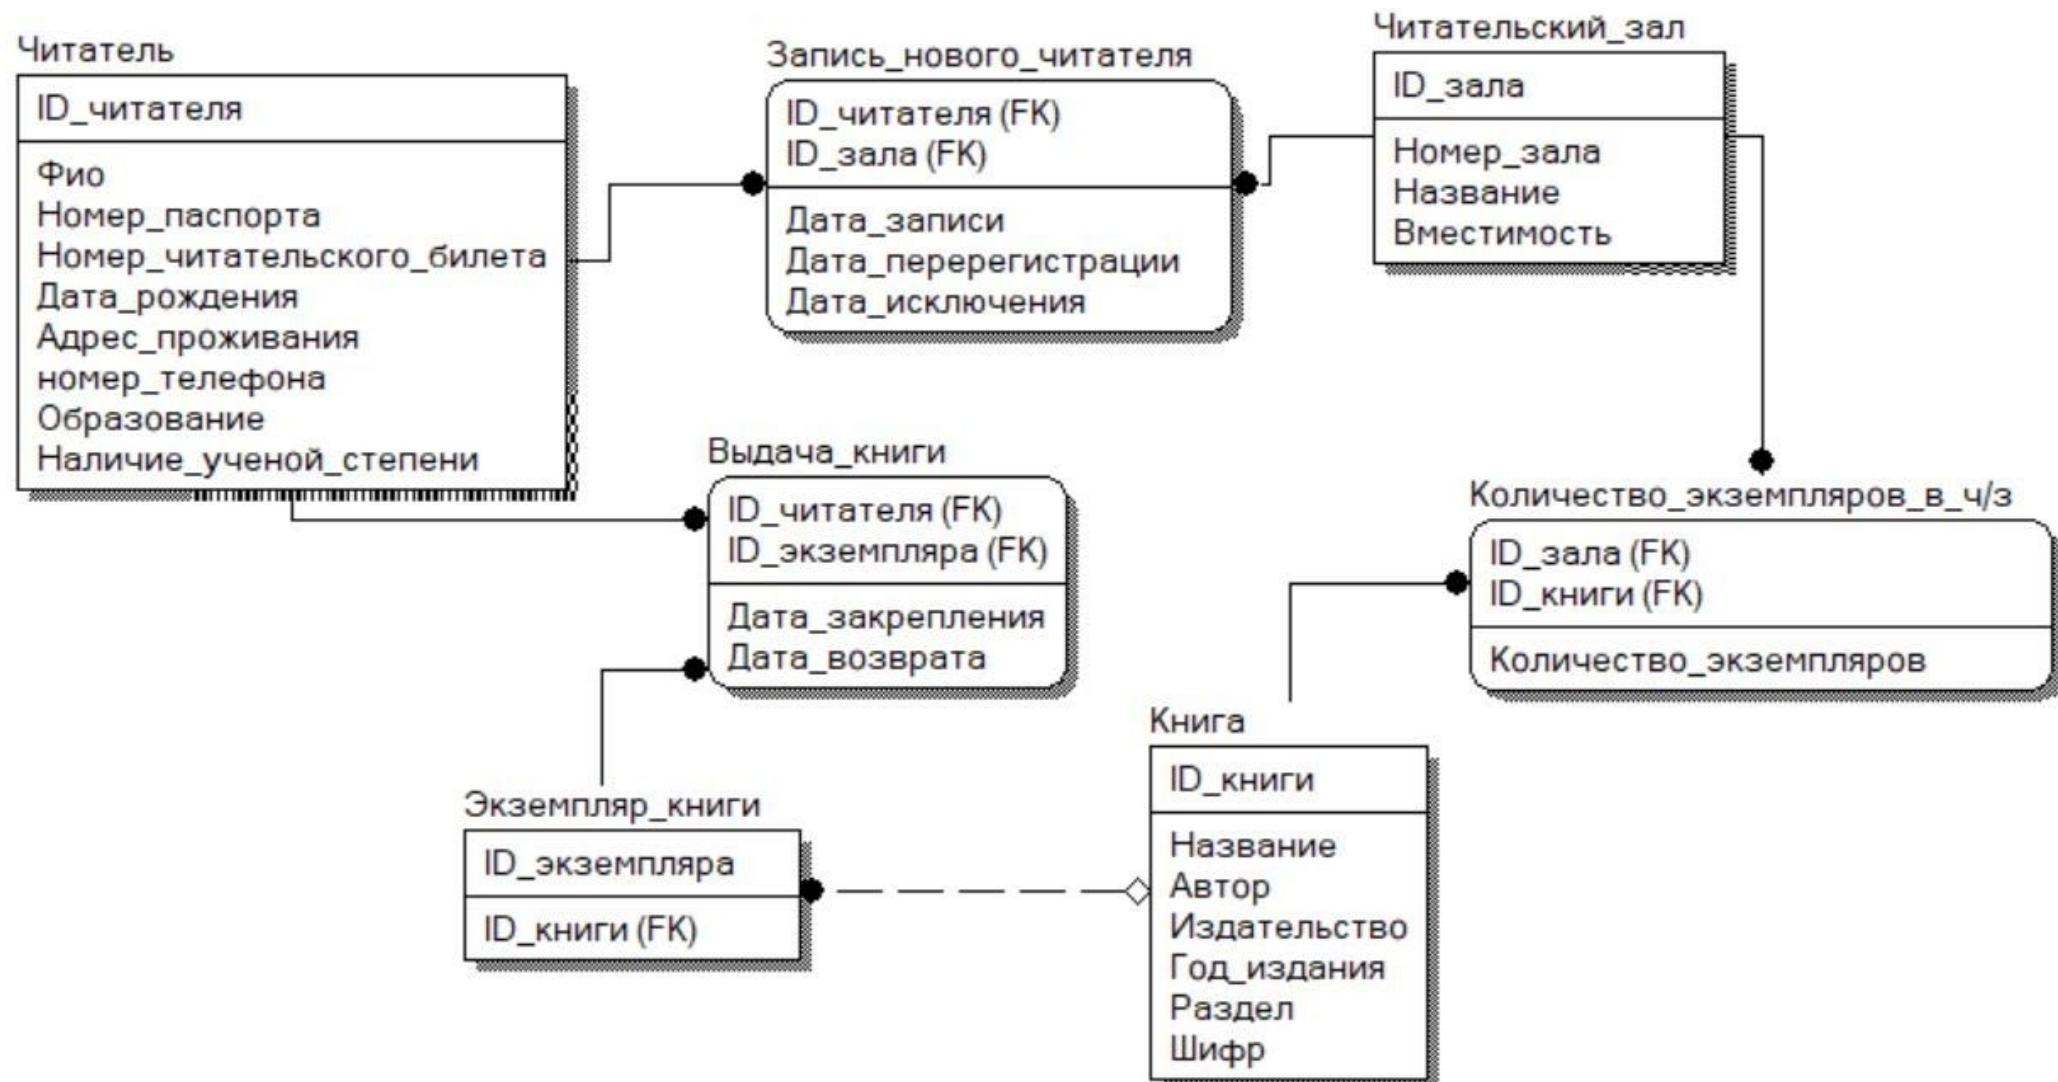 Читатель
ID_читателя
Фио
Номер_паспорта
Номер_читательского_билета
Дата_рождения
Адрес_проживания
номер_телефона
Образование
Наличие_ученой_степени
Запись_нового_читателя
ID_читателя (FK)
ID_зала (FK)
Дата_записи
Дата_перерегистрации
Дата_исключения
Читательский_зал
ID_зала
Номер_зала
Название
Вместимость
Выдача_книги
ID_читателя (FK)
ID_экземпляра (FK)
Дата_закрепления
Дата_возврата
Количество_экземпляров_в_ч/з
ID_зала (FK)
ID_книги (FK)
Количество_экземпляров
Экземпляр_книги
ID_экземпляра
ID_книги (FK)
Книга
ID_книги
Название
Автор
Издательство
Год_издания
Раздел
Шифр